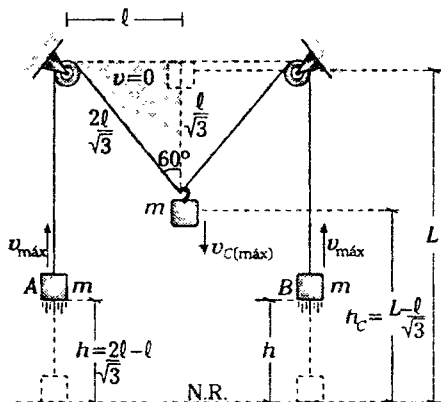 ℓ
v=0
2ℓ/√3
ℓ/√3
60°
m
L
v_máx
v_C(máx)
v_máx
A m
B m
h = 2ℓ/√3 - ℓ
h
h_C = L - ℓ/√3
N.R.